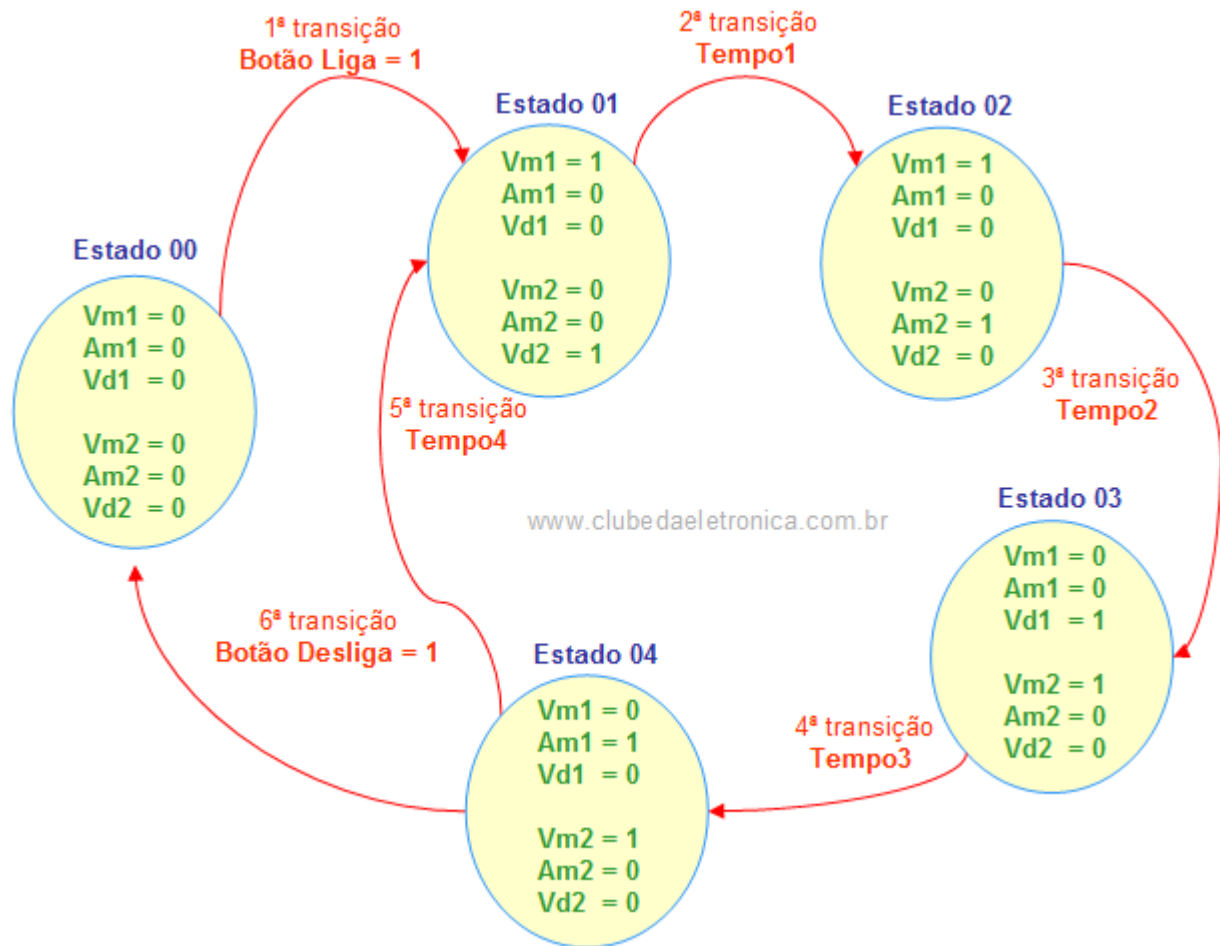 1ª transição
Botão Liga = 1
2ª transição
Tempo1
Estado 01
Vm1 = 1
Am1 = 0
Vd1 = 0
Vm2 = 0
Am2 = 0
Vd2 = 1
Estado 02
Vm1 = 1
Am1 = 0
Vd1 = 0
Vm2 = 0
Am2 = 1
Vd2 = 0
Estado 00
Vm1 = 0
Am1 = 0
Vd1 = 0
Vm2 = 0
Am2 = 0
Vd2 = 0
5ª transição
Tempo4
3ª transição
Tempo2
www.clubedaeletronica.com.br
Estado 03
Vm1 = 0
Am1 = 0
Vd1 = 1
Vm2 = 1
Am2 = 0
Vd2 = 0
6ª transição
Botão Desliga = 1
4ª transição
Tempo3
Estado 04
Vm1 = 0
Am1 = 1
Vd1 = 0
Vm2 = 1
Am2 = 0
Vd2 = 0